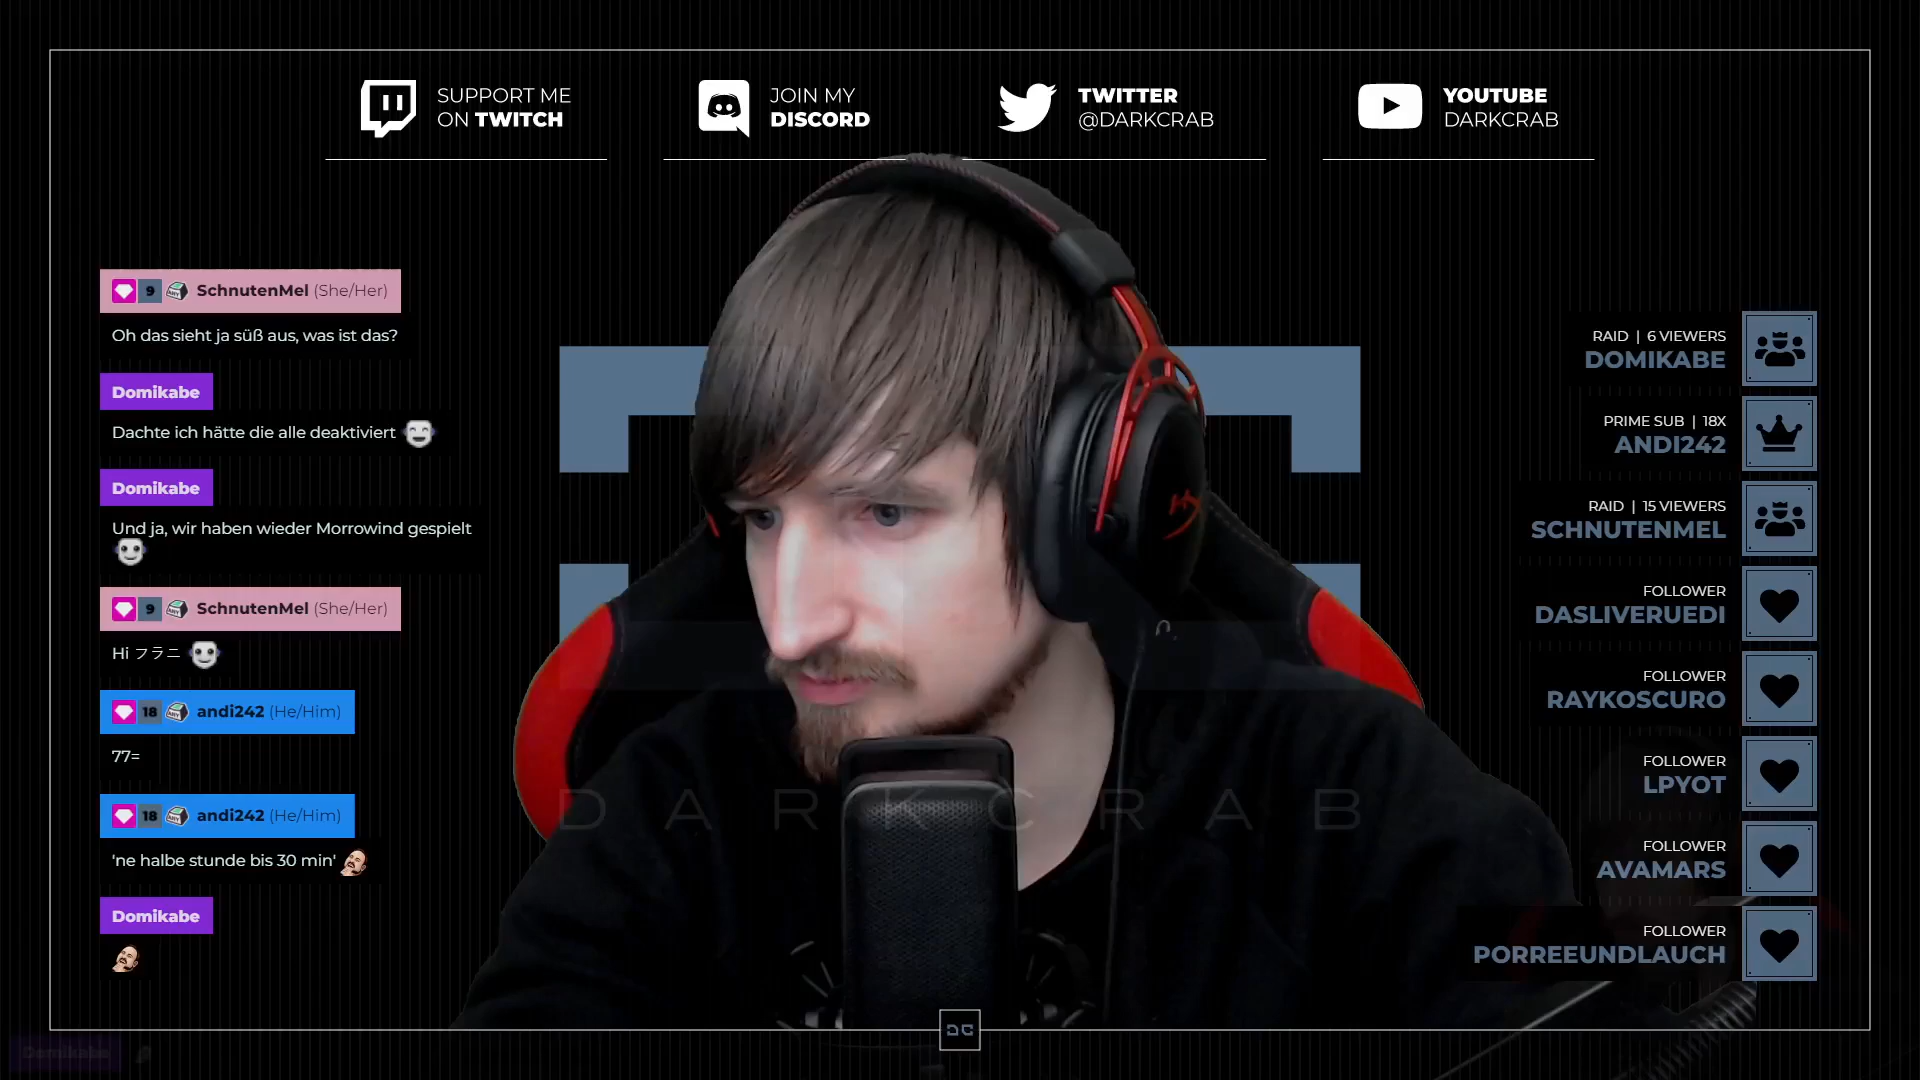 SUPPORT ME
ON TWITCH
JOIN MY
DISCORD
TWITTER
@DARKCRAB
YOUTUBE
DARKCRAB
9 SchnutenMel (She/Her)
Oh das sieht ja süß aus, was ist das?
Domikabe
Dachte ich hätte die alle deaktiviert
Domikabe
Und ja, wir haben wieder Morrowind gespielt
9 SchnutenMel (She/Her)
Hi フラニ
18 andi242 (He/Him)
77=
18 andi242 (He/Him)
'ne halbe stunde bis 30 min'
Domikabe
Domikabe
RAID | 6 VIEWERS
DOMIKABE
PRIME SUB | 18X
ANDI242
RAID | 15 VIEWERS
SCHNUTENMEL
FOLLOWER
DASLIVERUEDI
FOLLOWER
RAYKOSCURO
FOLLOWER
LPYOT
FOLLOWER
AVAMARS
FOLLOWER
PORREEUNDLAUCH
DARKCRAB
DC